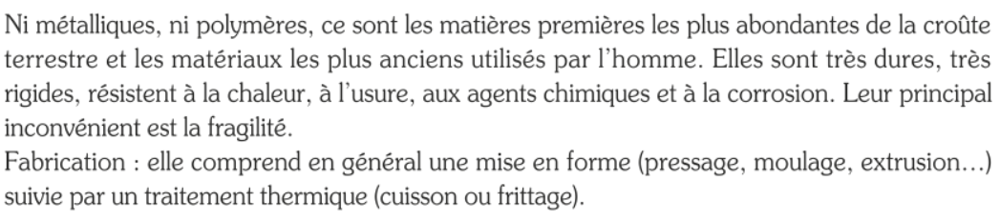 Ni métalliques, ni polymères, ce sont les matières premières les plus abondantes de la croûte
terrestre et les matériaux les plus anciens utilisés par l’homme. Elles sont très dures, très
rigides, résistent à la chaleur, à l’usure, aux agents chimiques et à la corrosion. Leur principal
inconvénient est la fragilité.
Fabrication : elle comprend en général une mise en forme (pressage, moulage, extrusion…)
suivie par un traitement thermique (cuisson ou frittage).